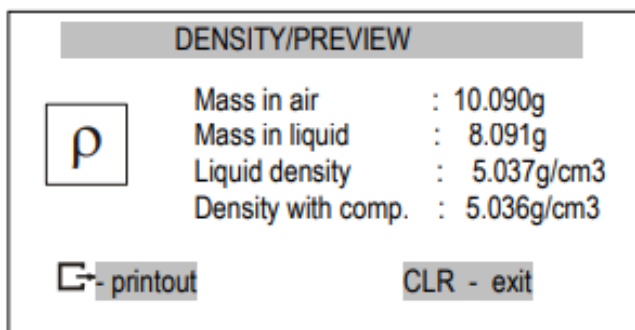 DENSITY/PREVIEW
ρ
Mass in air : 10.090g
Mass in liquid : 8.091g
Liquid density : 5.037g/cm3
Density with comp. : 5.036g/cm3
- printout CLR - exit